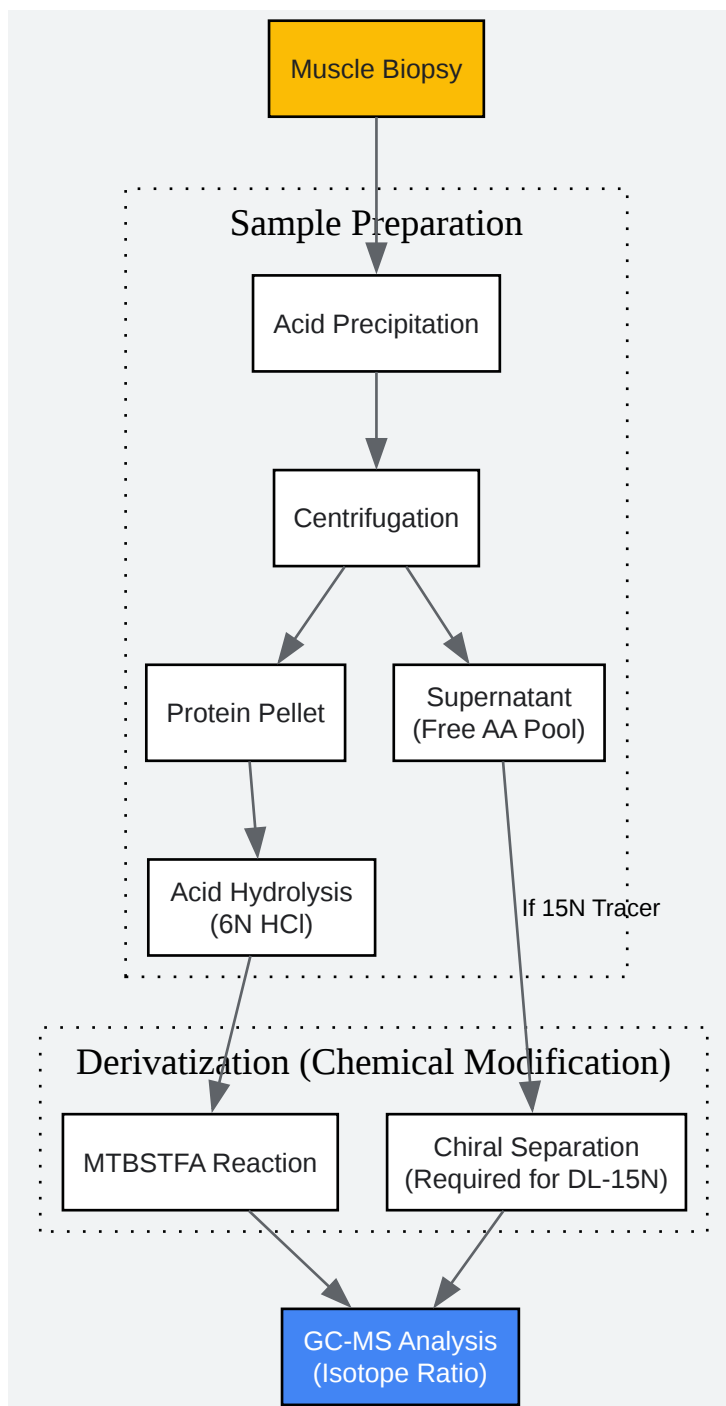 Muscle Biopsy
Sample Preparation
Acid Precipitation
Centrifugation
Protein Pellet
Supernatant
(Free AA Pool)
Acid Hydrolysis
(6N HCl)
If 15N Tracer
Derivatization (Chemical Modification)
MTBSTFA Reaction
Chiral Separation
(Required for DL-15N)
GC-MS Analysis
(Isotope Ratio)